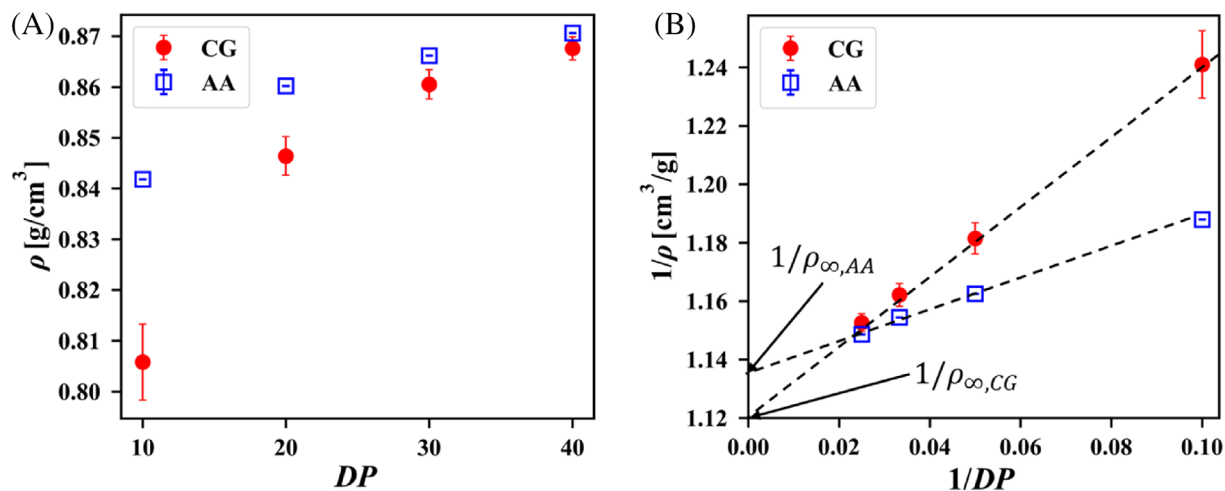 (A)
0.87
0.86
0.85
0.84
0.83
0.82
0.81
0.80
ρ [g/cm³]
CG
AA
10
20
30
40
DP
(B)
1.24
1.22
1.20
1.18
1.16
1.14
1.12
1/ρ [cm³/g]
CG
AA
1/ρ∞,AA
1/ρ∞,CG
0.00
0.02
0.04
0.06
0.08
0.10
1/DP